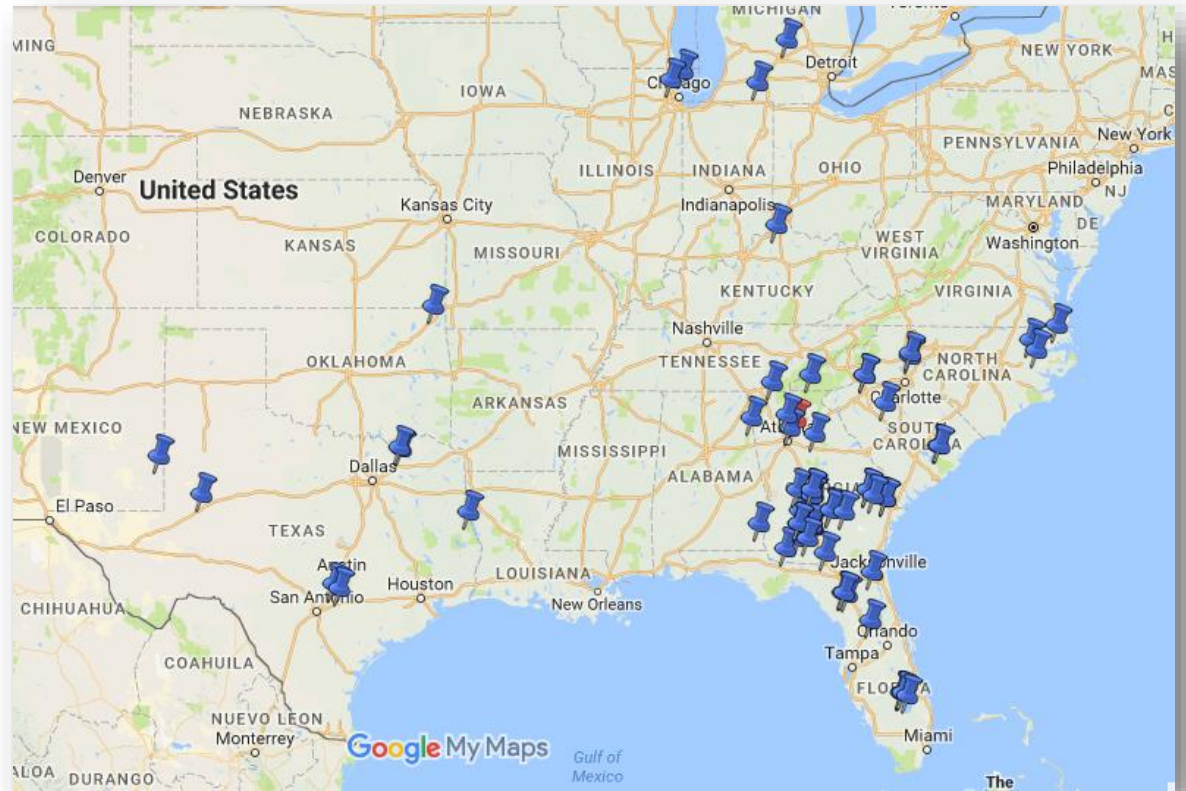 MICHIGAN
MING
NEW YORK
Detroit
Chicago
IOWA
NEBRASKA
PENNSYLVANIA
New York
ILLINOIS
INDIANA
OHIO
Philadelphia
Denver
United States
NJ
Kansas City
Indianapolis
MARYLAND
DE
COLORADO
KANSAS
MISSOURI
WEST
VIRGINIA
Washington
KENTUCKY
VIRGINIA
Nashville
OKLAHOMA
TENNESSEE
NORTH
CAROLINA
Charlotte
ARKANSAS
NEW MEXICO
SOUTH
CAROLINA
MISSISSIPPI
Dallas
ALABAMA
El Paso
TEXAS
Jacksonville
Austin
LOUISIANA
Houston
San Antonio
New Orleans
CHIHUAHUA
Orlando
COAHUILA
Tampa
FLORIDA
NUEVO LEON
Monterrey
Miami
Google My Maps
Gulf of
Mexico
DURANGO
The